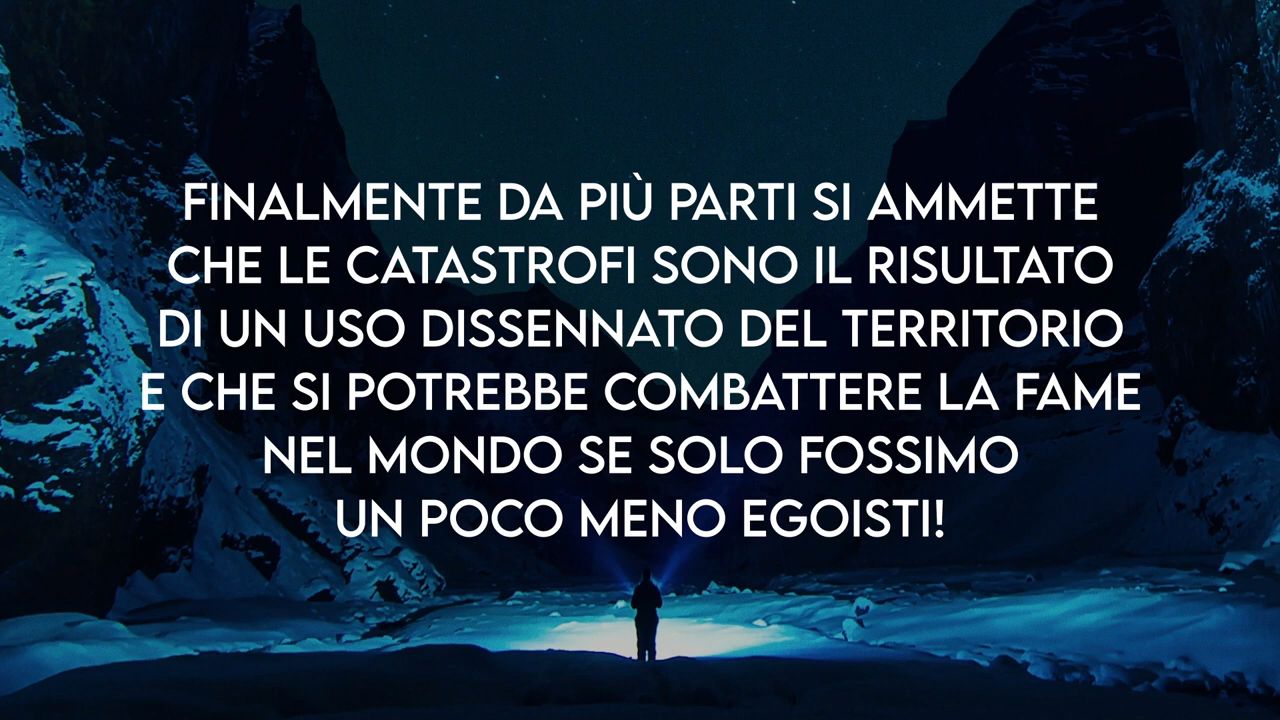 FINALMENTE DA PIÙ PARTI SI AMMETTE
CHE LE CATASTROFI SONO IL RISULTATO
DI UN USO DISSENNATO DEL TERRITORIO
E CHE SI POTREBBE COMBATTERE LA FAME
NEL MONDO SE SOLO FOSSIMO
UN POCO MENO EGOISTI!